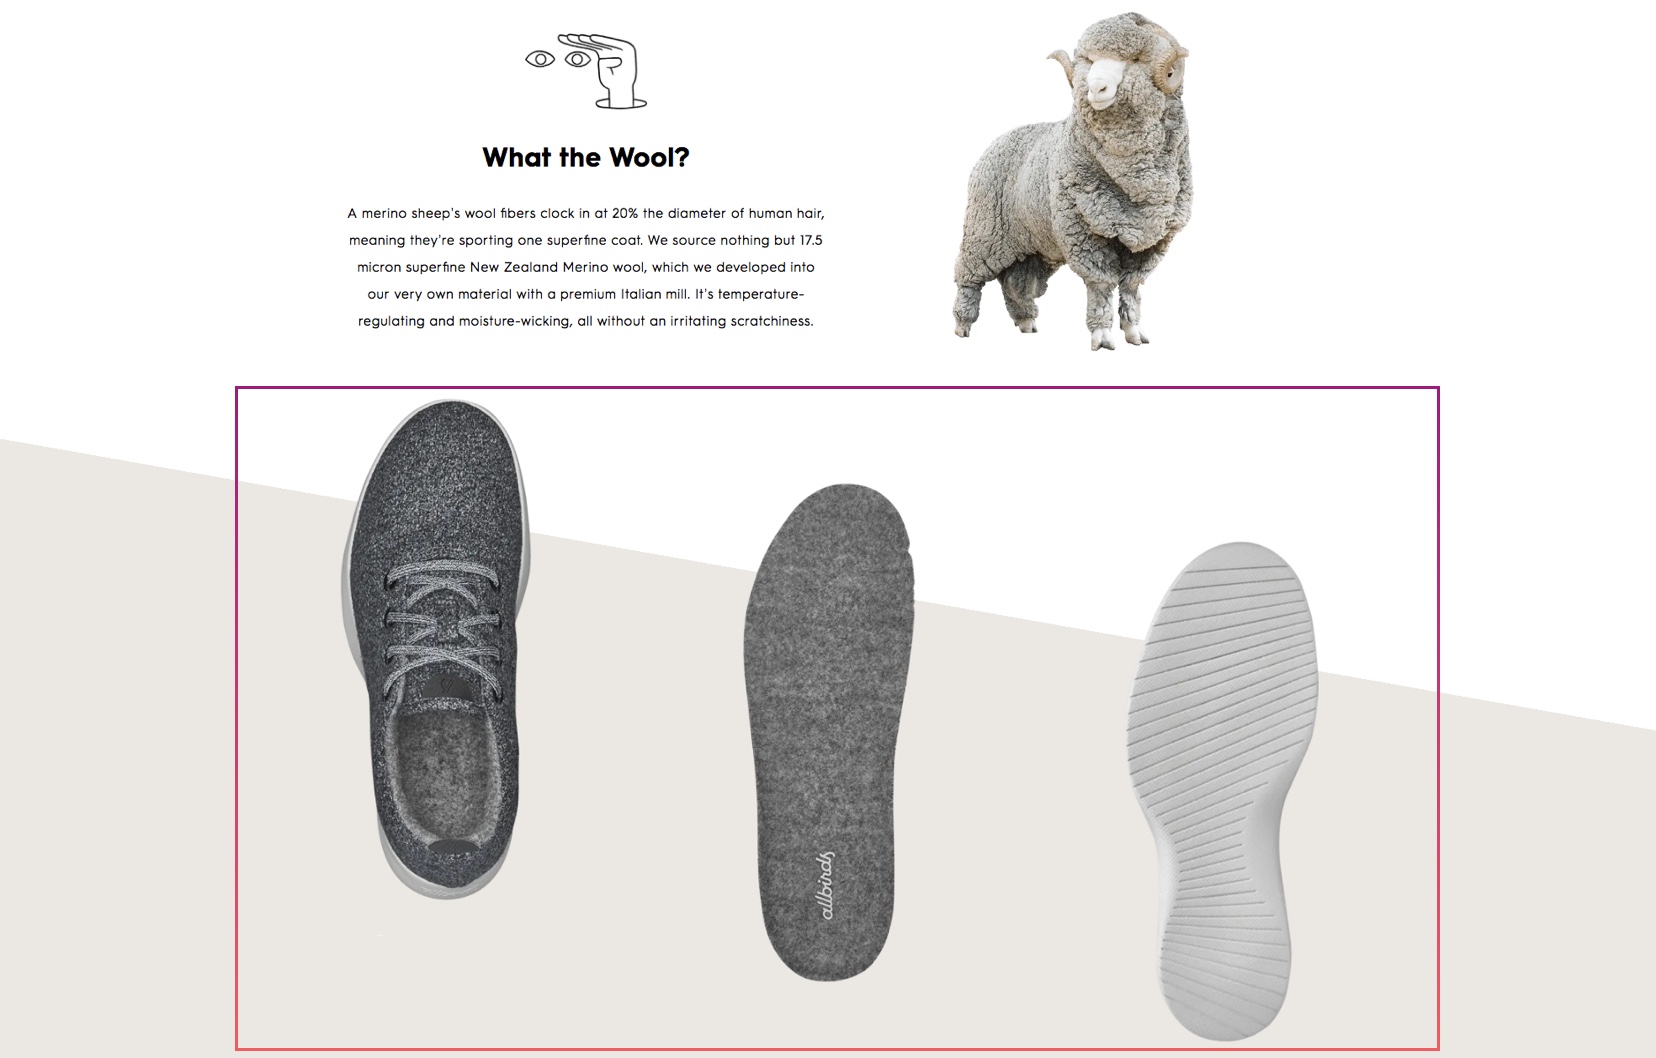 What the Wool?
A merino sheep's wool fibers clock in at 20% the diameter of human hair,
meaning they're sporting one superfine coat. We source nothing but 17.5
micron superfine New Zealand Merino wool, which we developed into
our very own material with a premium Italian mill. It's temperature-
regulating and moisture-wicking, all without an irritating scratchiness.
allbirds